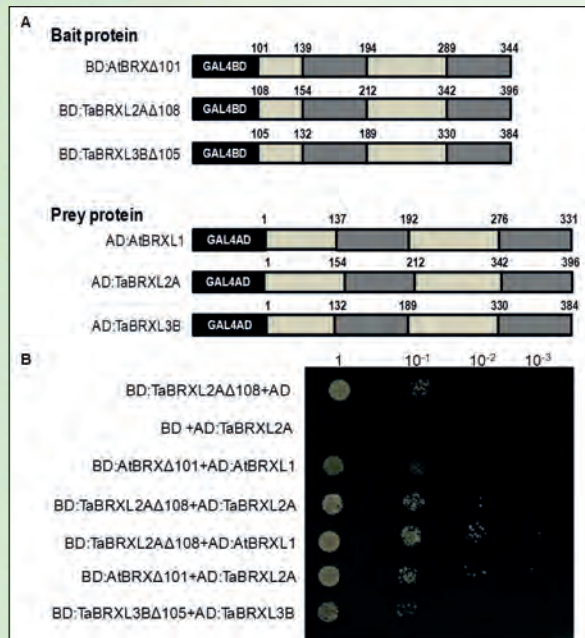 A
Bait protein
101 139 194 289 344
BD:AtBRXΔ101 GAL4BD
108 154 212 342 396
BD:TaBRXL2AΔ108 GAL4BD
105 132 189 330 384
BD:TaBRXL3BΔ105 GAL4BD
Prey protein
1 137 192 276 331
AD:AtBRXL1 GAL4AD
1 154 212 342 396
AD:TaBRXL2A GAL4AD
1 132 189 330 384
AD:TaBRXL3B GAL4AD
B
1 10⁻¹ 10⁻² 10⁻³
BD:TaBRXL2AΔ108+AD
BD +AD:TaBRXL2A
BD:AtBRXΔ101+AD:AtBRXL1
BD:TaBRXL2AΔ108+AD:TaBRXL2A
BD:TaBRXL2AΔ108+AD:AtBRXL1
BD:AtBRXΔ101+AD:TaBRXL2A
BD:TaBRXL3BΔ105+AD:TaBRXL3B